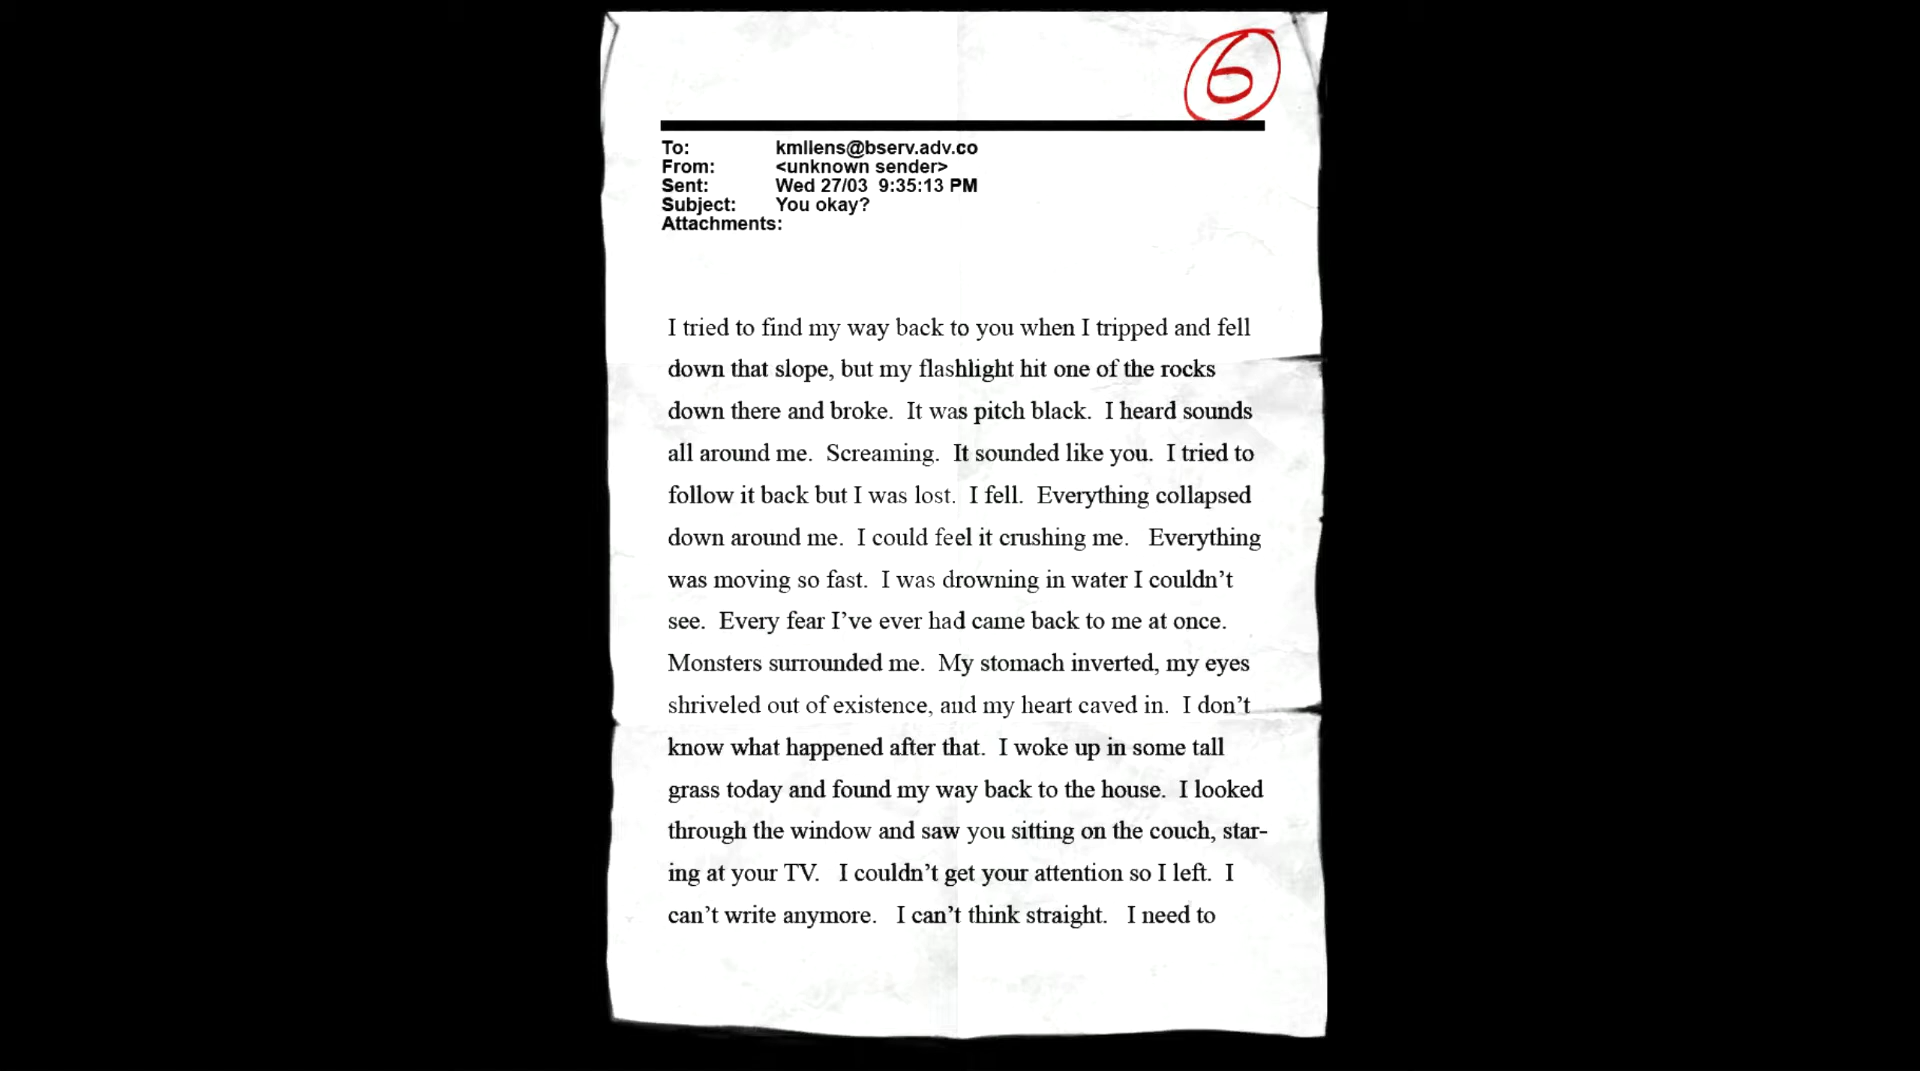 6
To: kmllens@bserv.adv.co
From: <unknown sender>
Sent: Wed 27/03 9:35:13 PM
Subject: You okay?
Attachments:
I tried to find my way back to you when I tripped and fell
down that slope, but my flashlight hit one of the rocks
down there and broke. It was pitch black. I heard sounds
all around me. Screaming. It sounded like you. I tried to
follow it back but I was lost. I fell. Everything collapsed
down around me. I could feel it crushing me. Everything
was moving so fast. I was drowning in water I couldn't
see. Every fear I've ever had came back to me at once.
Monsters surrounded me. My stomach inverted, my eyes
shriveled out of existence, and my heart caved in. I don't
know what happened after that. I woke up in some tall
grass today and found my way back to the house. I looked
through the window and saw you sitting on the couch, star-
ing at your TV. I couldn't get your attention so I left. I
can't write anymore. I can't think straight. I need to